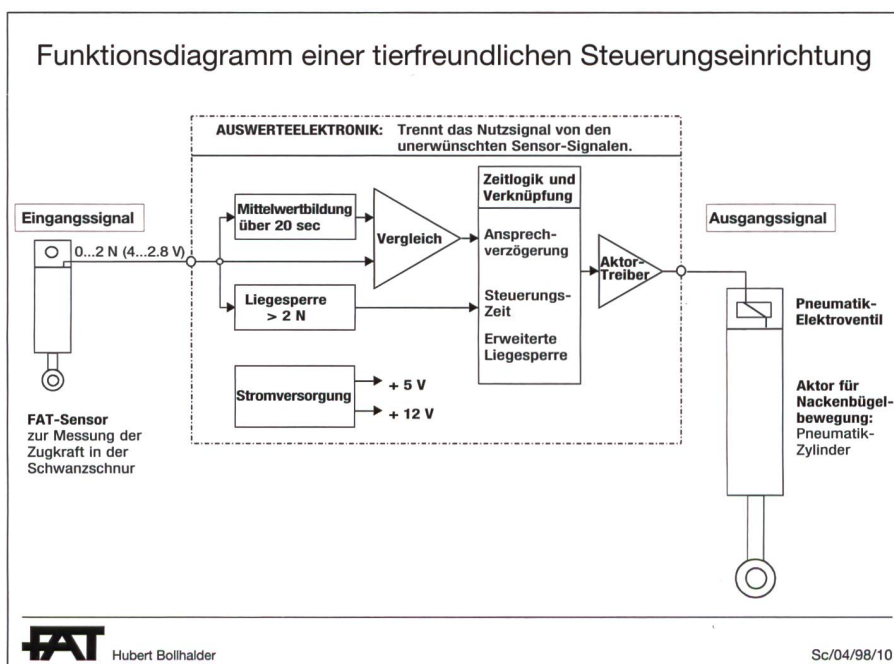 Funktionsdiagramm einer tierfreundlichen Steuerungseinrichtung
AUSWERTEELEKTRONIK: Trennt das Nutzsignal von den
unerwünschten Sensor-Signalen.
Eingangssignal
0...2 N (4...2.8 V)
FAT-Sensor
zur Messung der
Zugkraft in der
Schwanzschnur
Mittelwertbildung
über 20 sec
Vergleich
Liegesperre
> 2 N
Stromversorgung
+ 5 V
+ 12 V
Zeitlogik und
Verknüpfung
Ansprech-
verzögerung
Steuerungs-
Zeit
Erweiterte
Liegesperre
Aktor-
Treiber
Ausgangssignal
Pneumatik-
Elektroventil
Aktor für
Nackenbügel-
bewegung:
Pneumatik-
Zylinder
FAT Hubert Bollhalder
Sc/04/98/10